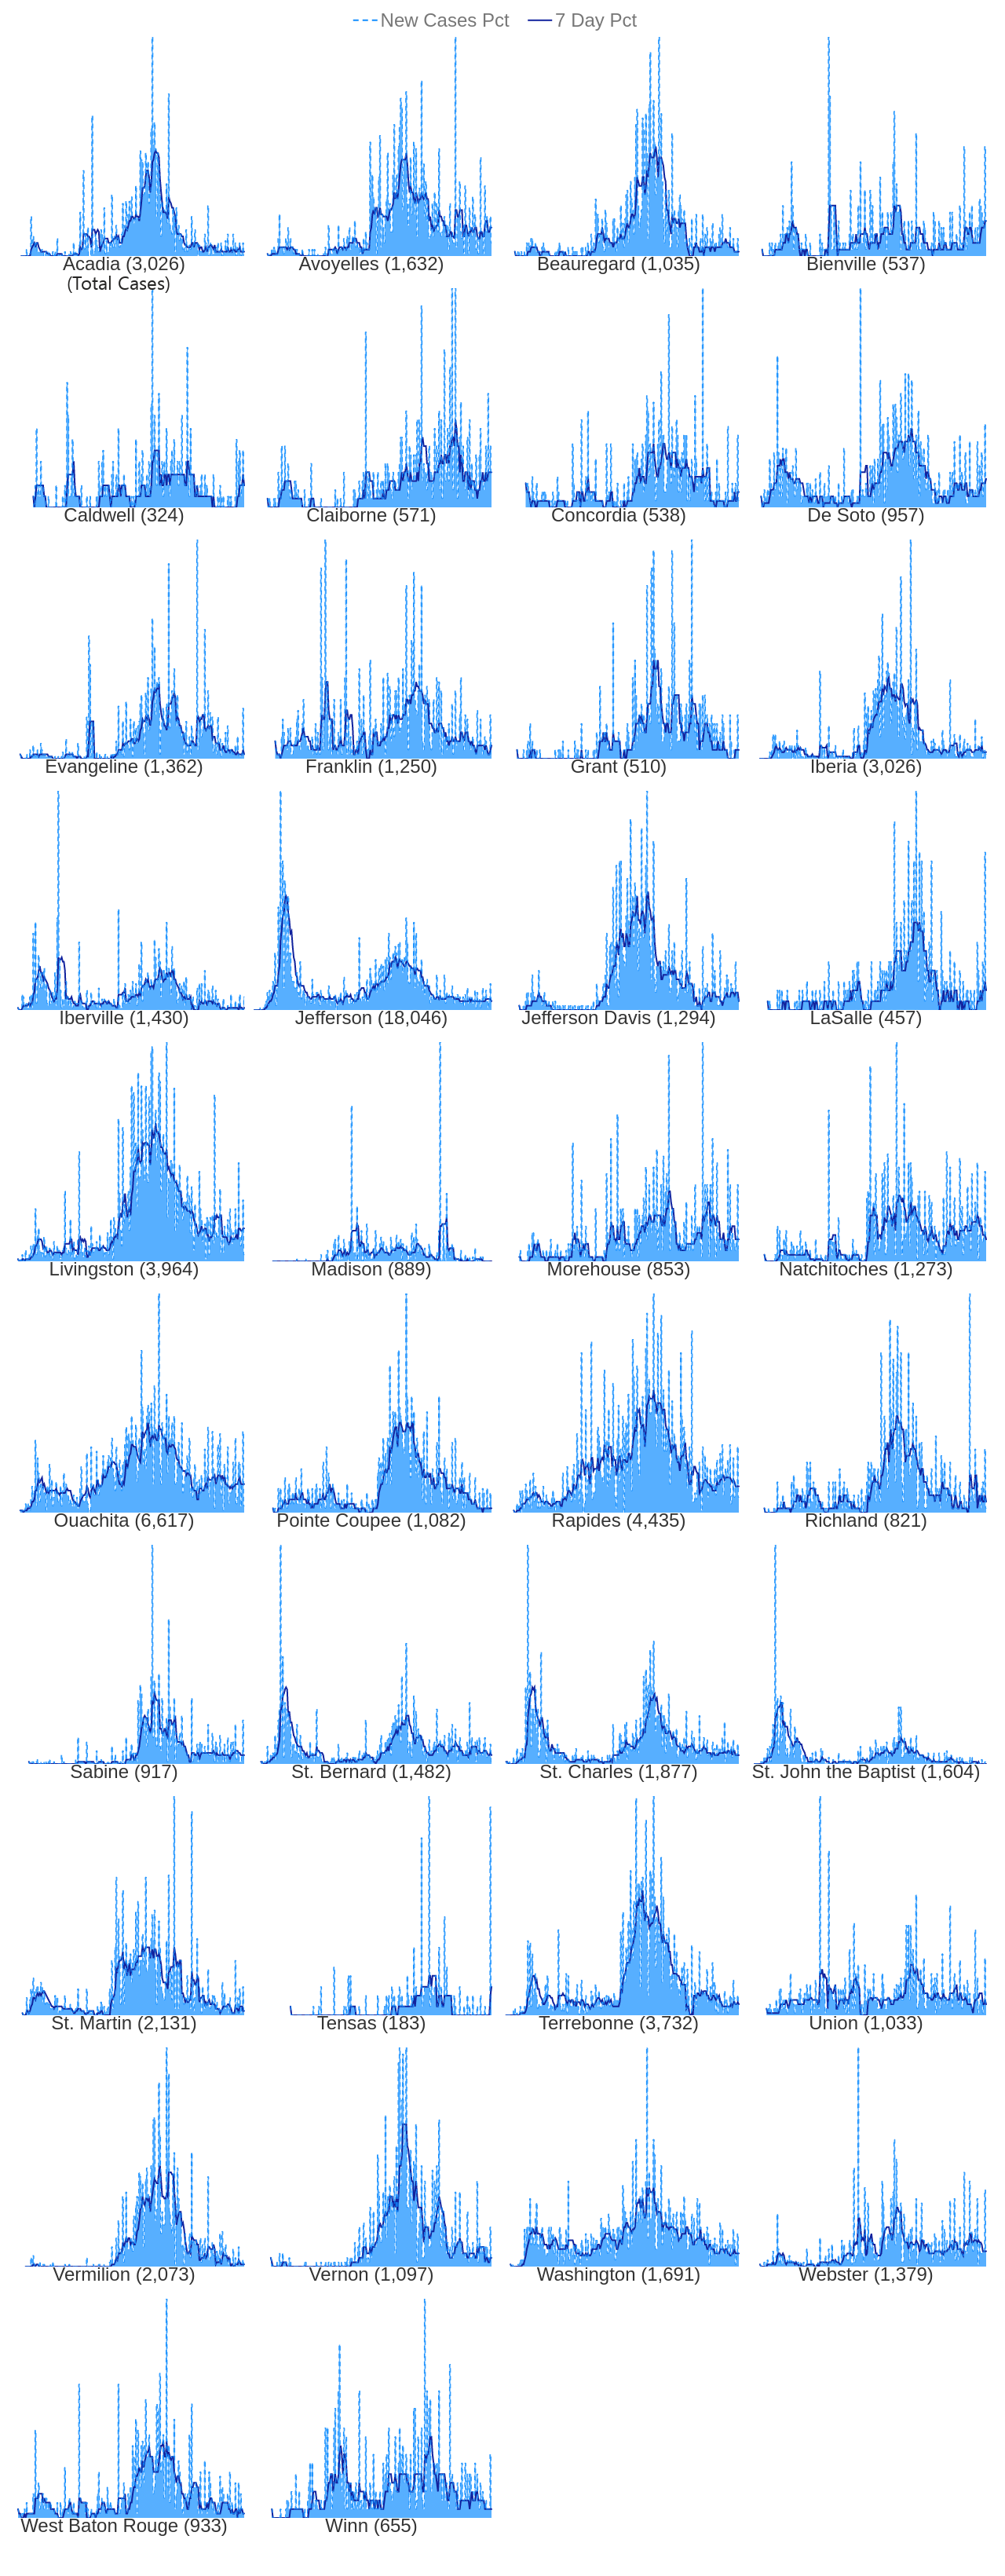 New Cases Pct 7 Day Pct
Acadia (3,026) Avoyelles (1,632) Beauregard (1,035) Bienville (537)
(Total Cases)
Caldwell (324) Claiborne (571) Concordia (538) De Soto (957)
Evangeline (1,362) Franklin (1,250) Grant (510) Iberia (3,026)
Iberville (1,430) Jefferson (18,046) Jefferson Davis (1,294) LaSalle (457)
Livingston (3,964) Madison (889) Morehouse (853) Natchitoches (1,273)
Ouachita (6,617) Pointe Coupee (1,082) Rapides (4,435) Richland (821)
Sabine (917) St. Bernard (1,482) St. Charles (1,877) St. John the Baptist (1,604)
St. Martin (2,131) Tensas (183) Terrebonne (3,732) Union (1,033)
Vermilion (2,073) Vernon (1,097) Washington (1,691) Webster (1,379)
West Baton Rouge (933) Winn (655)